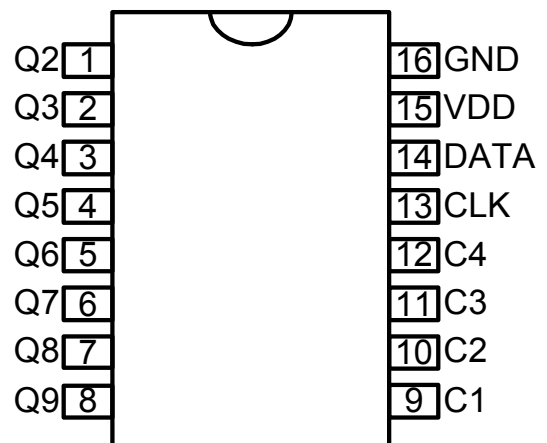 Q2 1 16 GND
Q3 2 15 VDD
Q4 3 14 DATA
Q5 4 13 CLK
Q6 5 12 C4
Q7 6 11 C3
Q8 7 10 C2
Q9 8 9 C1